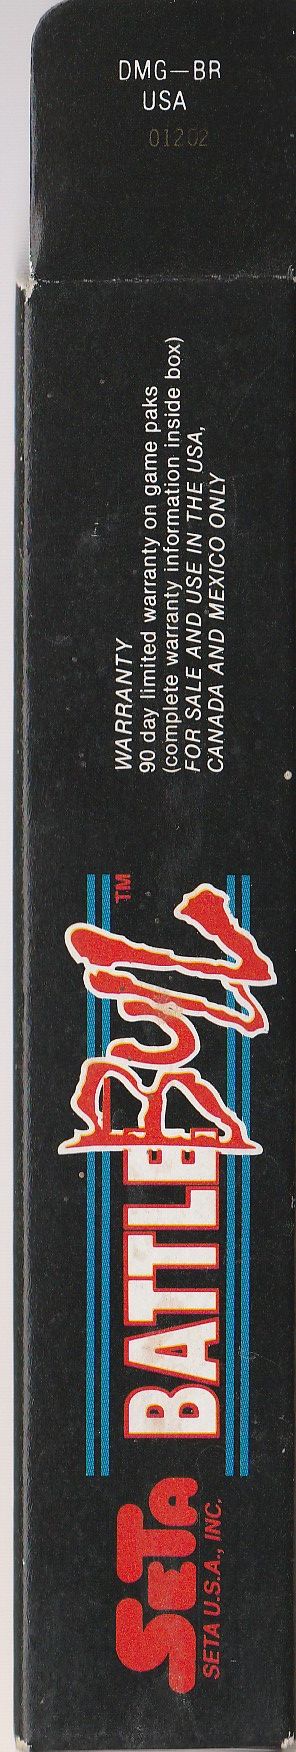 DMG—BR
USA
01202
WARRANTY
90 day limited warranty on game paks
(complete warranty information inside box)
FOR SALE AND USE IN THE USA,
CANADA AND MEXICO ONLY
BATTLE Bull TM
SETA
SETA U.S.A., INC.